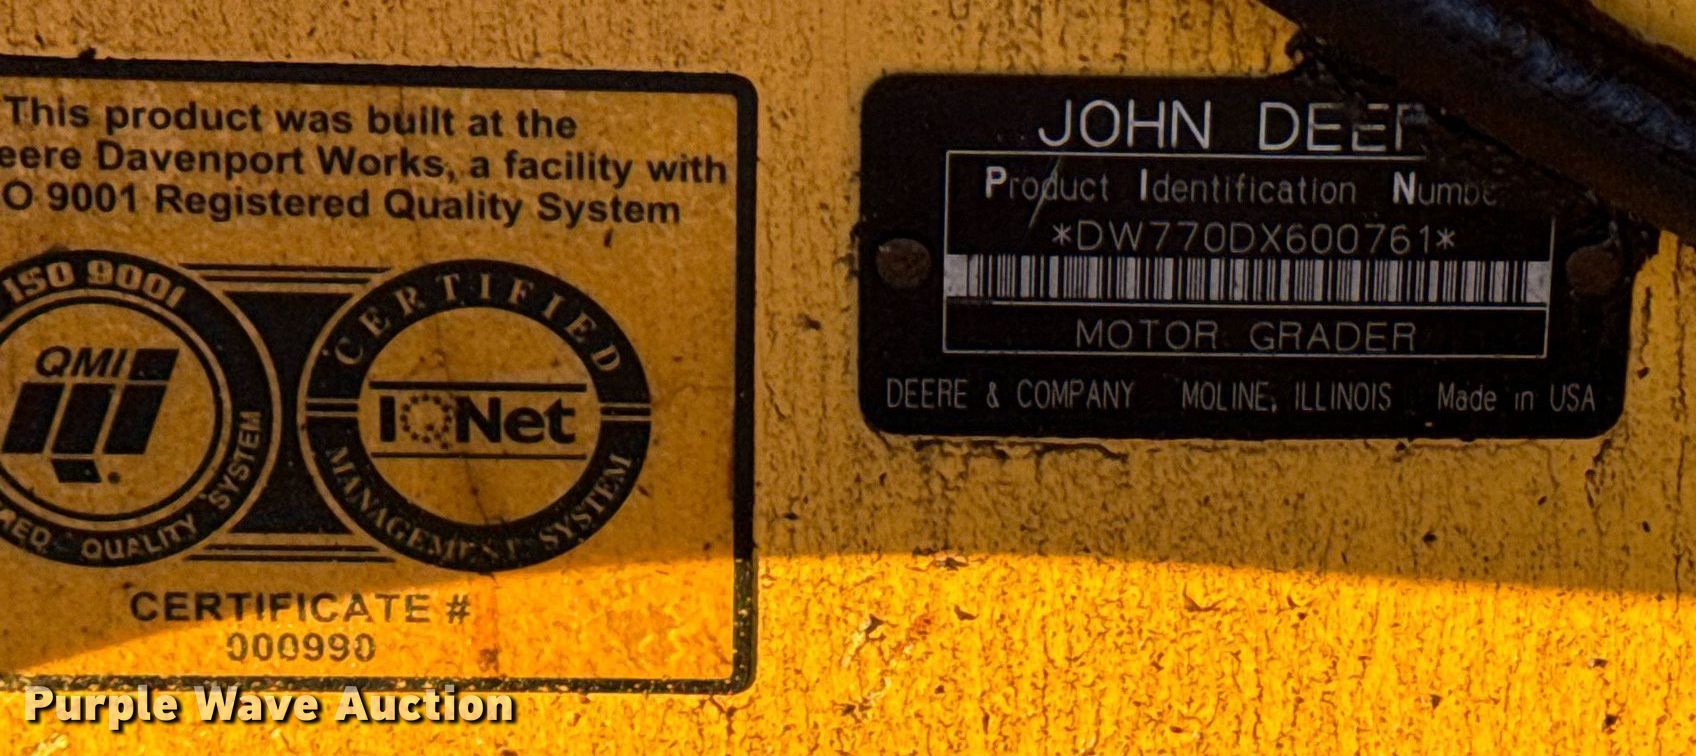 This product was built at the
eere Davenport Works, a facility with
O 9001 Registered Quality System
ISO 9001
QMI
QUALITY SYSTEM
CERTIFIED
IQNet
MANAGEMENT SYSTEM
CERTIFICATE #
000990
JOHN DEER
Product Identification Numbe
*DW770DX600761*
MOTOR GRADER
DEERE & COMPANY MOLINE, ILLINOIS Made in USA
Purple Wave Auction